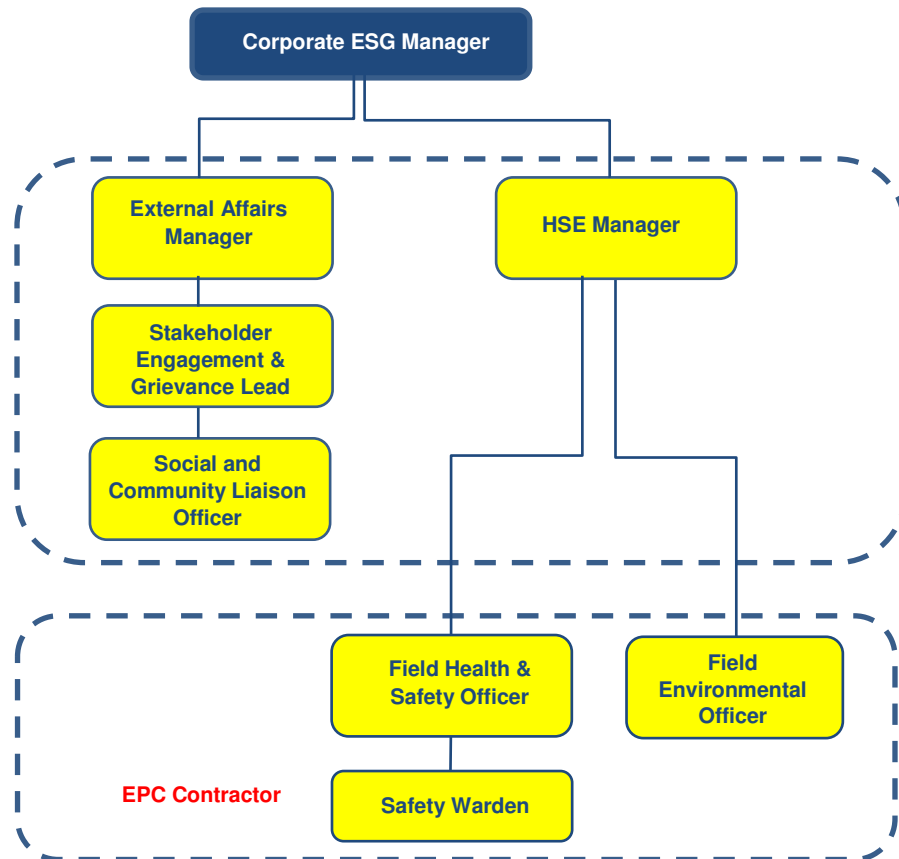 Corporate ESG Manager
External Affairs
Manager
HSE Manager
Stakeholder
Engagement &
Grievance Lead
Social and
Community Liaison
Officer
Field Health &
Safety Officer
Field
Environmental
Officer
EPC Contractor
Safety Warden